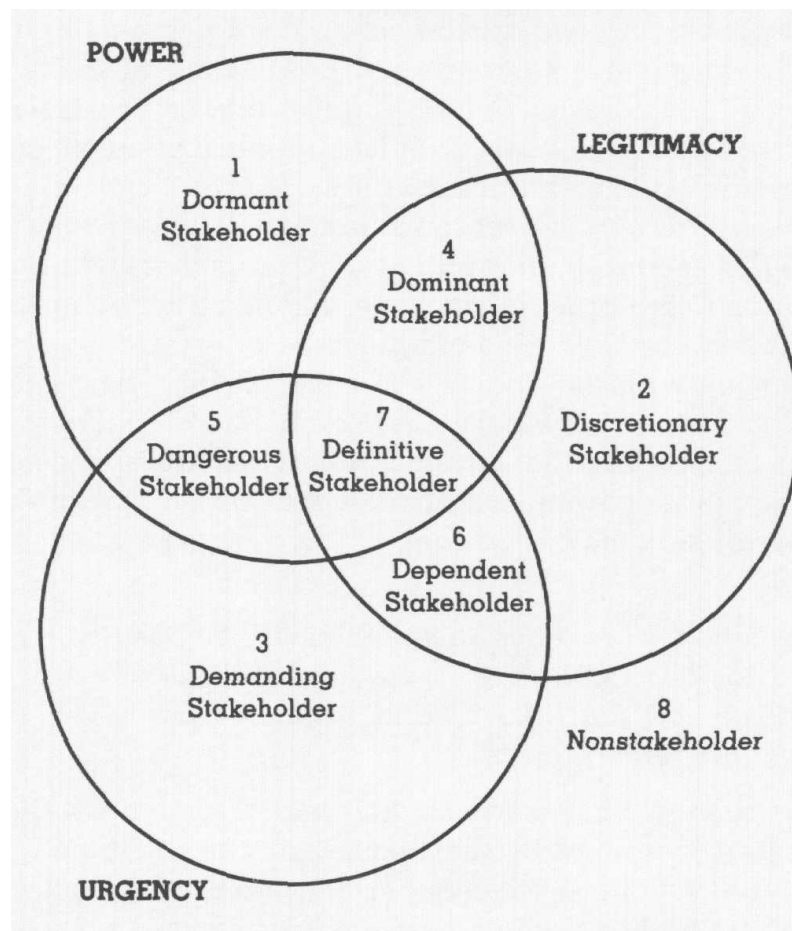 POWER
LEGITIMACY
1
Dormant
Stakeholder
4
Dominant
Stakeholder
2
Discretionary
Stakeholder
5
Dangerous
Stakeholder
7
Definitive
Stakeholder
6
Dependent
Stakeholder
3
Demanding
Stakeholder
8
Nonstakeholder
URGENCY